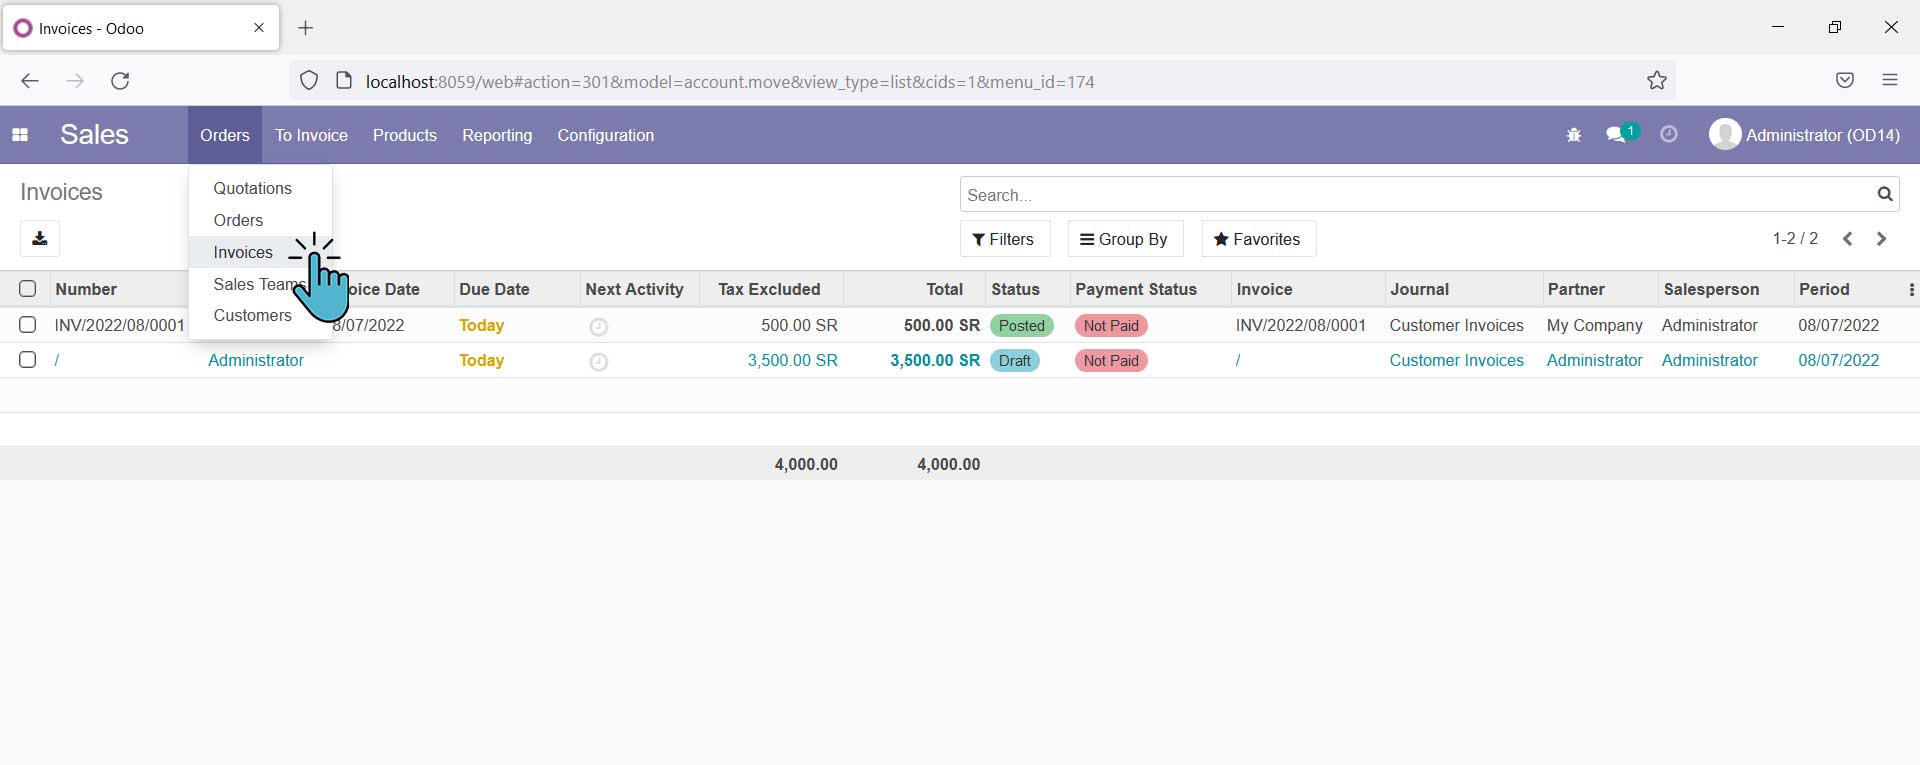 Invoices - Odoo
localhost:8059/web#action=301&model=account.move&view_type=list&cids=1&menu_id=174
Sales Orders To Invoice Products Reporting Configuration 1 Administrator (OD14)
Invoices
Quotations
Orders
Invoices
Sales Teams
Customers
Search...
Filters Group By Favorites 1-2 / 2
Number Date Due Date Next Activity Tax Excluded Total Status Payment Status Invoice Journal Partner Salesperson Period
INV/2022/08/0001 8/07/2022 Today 500.00 SR 500.00 SR Posted Not Paid INV/2022/08/0001 Customer Invoices My Company Administrator 08/07/2022
/ Administrator Today 3,500.00 SR 3,500.00 SR Draft Not Paid / Customer Invoices Administrator Administrator 08/07/2022
4,000.00 4,000.00